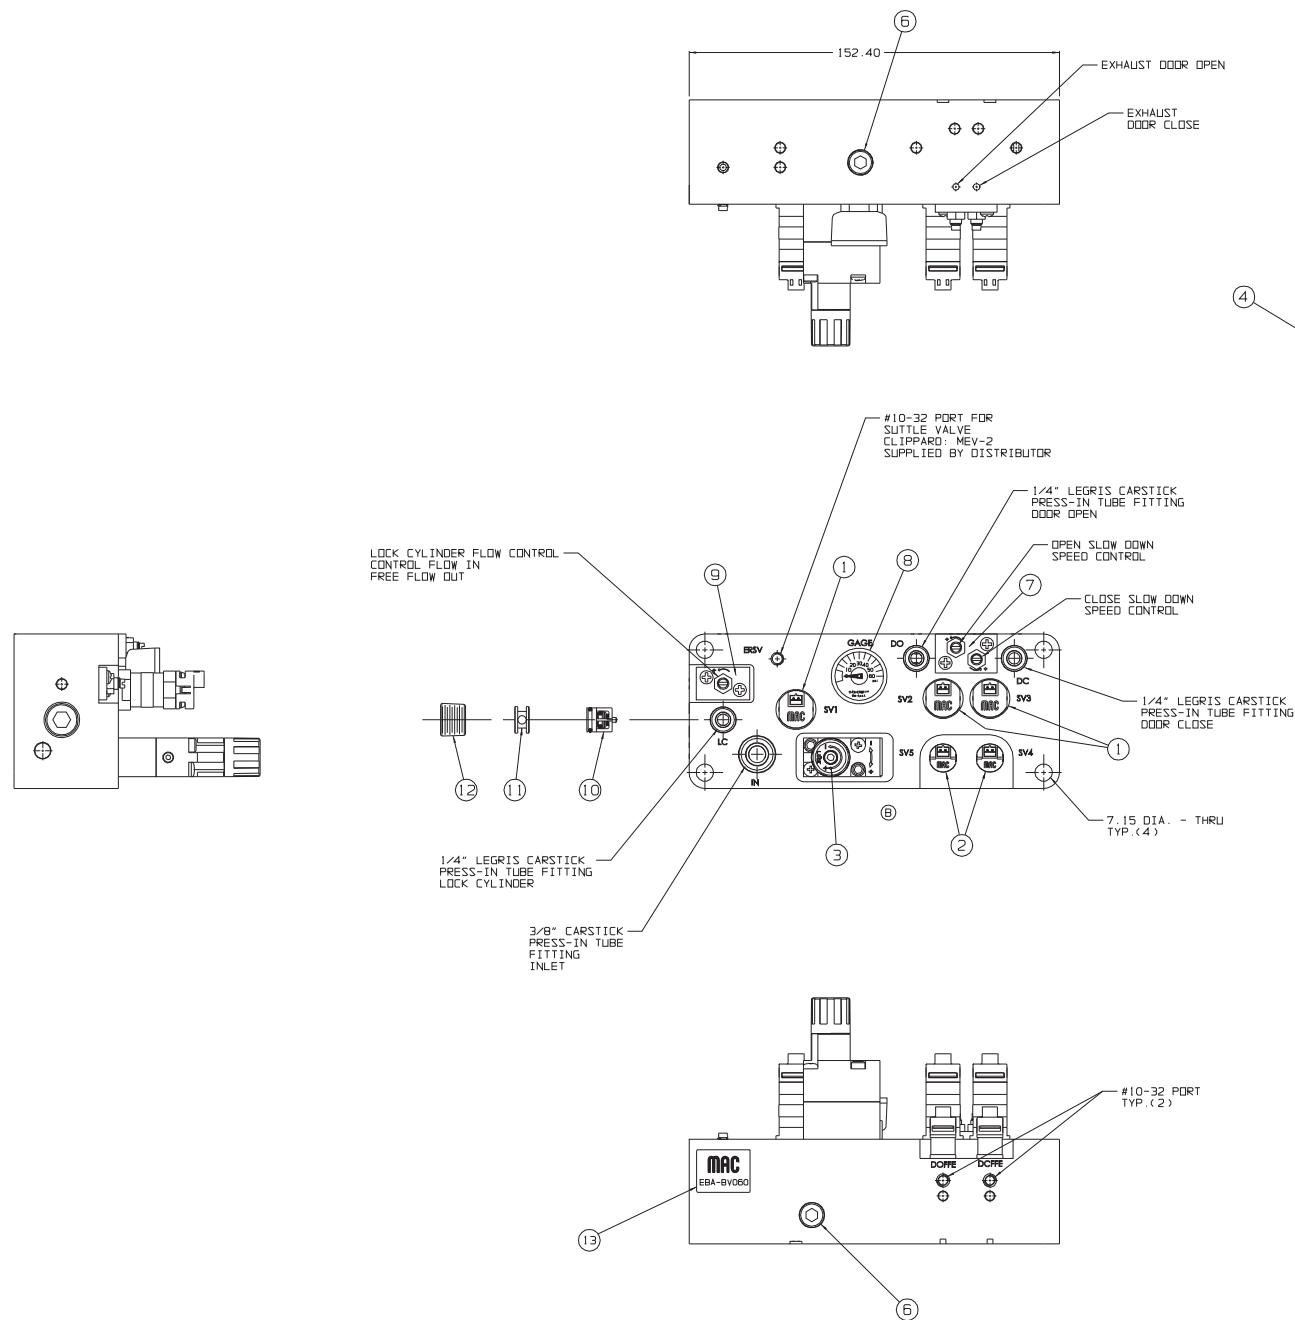 6
152.40
EXHAUST DOOR OPEN
EXHAUST
DOOR CLOSE
4
#10-32 PORT FOR
SUTTLE VALVE
CLIPPARD: MEV-2
SUPPLIED BY DISTRIBUTOR
1/4" LEGRIS CARSTICK
PRESS-IN TUBE FITTING
DOOR OPEN
OPEN SLOW DOWN
SPEED CONTROL
LOCK CYLINDER FLOW CONTROL
CONTROL FLOW IN
FREE FLOW OUT
9
1
8
7
CLOSE SLOW DOWN
SPEED CONTROL
ERSV
GAGE
DO
DC
SV1
SV2
SV3
MAC
MAC
MAC
LC
IN
SV5
SV4
MAC
MAC
1/4" LEGRIS CARSTICK
PRESS-IN TUBE FITTING
DOOR CLOSE
1
12
11
10
B
3
2
7.15 DIA. - THRU
TYP.(4)
1/4" LEGRIS CARSTICK
PRESS-IN TUBE FITTING
LOCK CYLINDER
3/8" CARSTICK
PRESS-IN TUBE
FITTING
INLET
#10-32 PORT
TYP.(2)
MAC
EBA-BV060
DOFFE
DCFFE
13
6